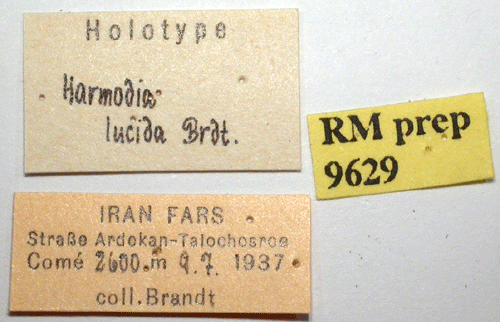 Holotype
Harmodia
lucida Brdt.
RM prep
9629
IRAN FARS
Straße Ardekan-Talochosroe
Comé 2600 m 9.7. 1937
coll. Brandt